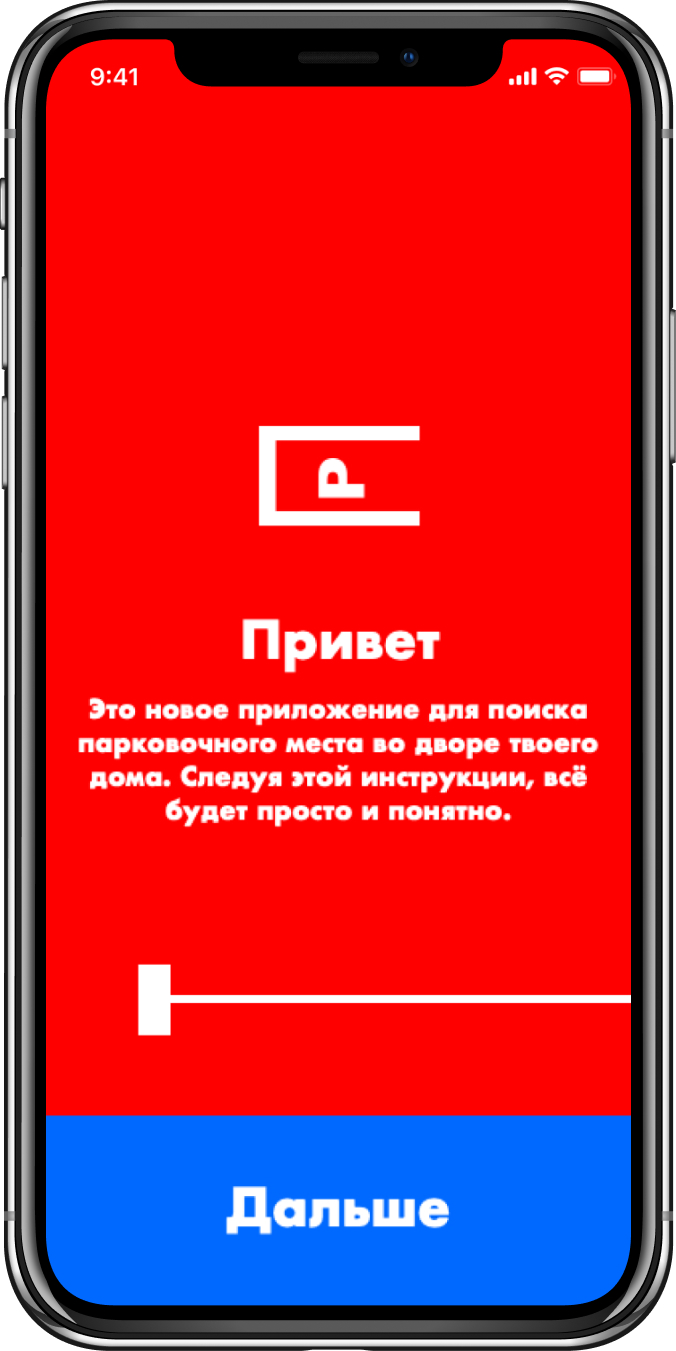 9:41
P
Привет
Это новое приложение для поиска
парковочного места во дворе твоего
дома. Следуя этой инструкции, всё
будет просто и понятно.
Дальше